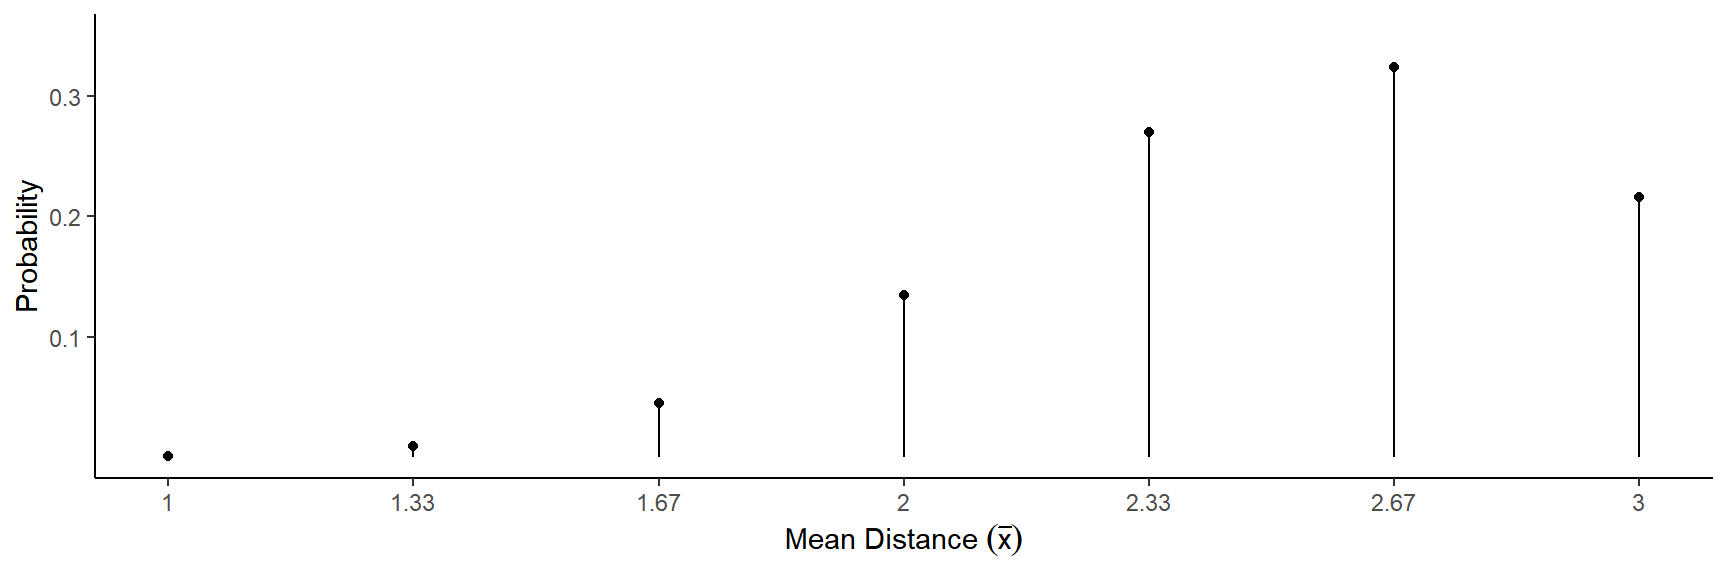 Probability
0.3
0.2
0.1
1 1.33 1.67 2 2.33 2.67 3
Mean Distance (x̅)